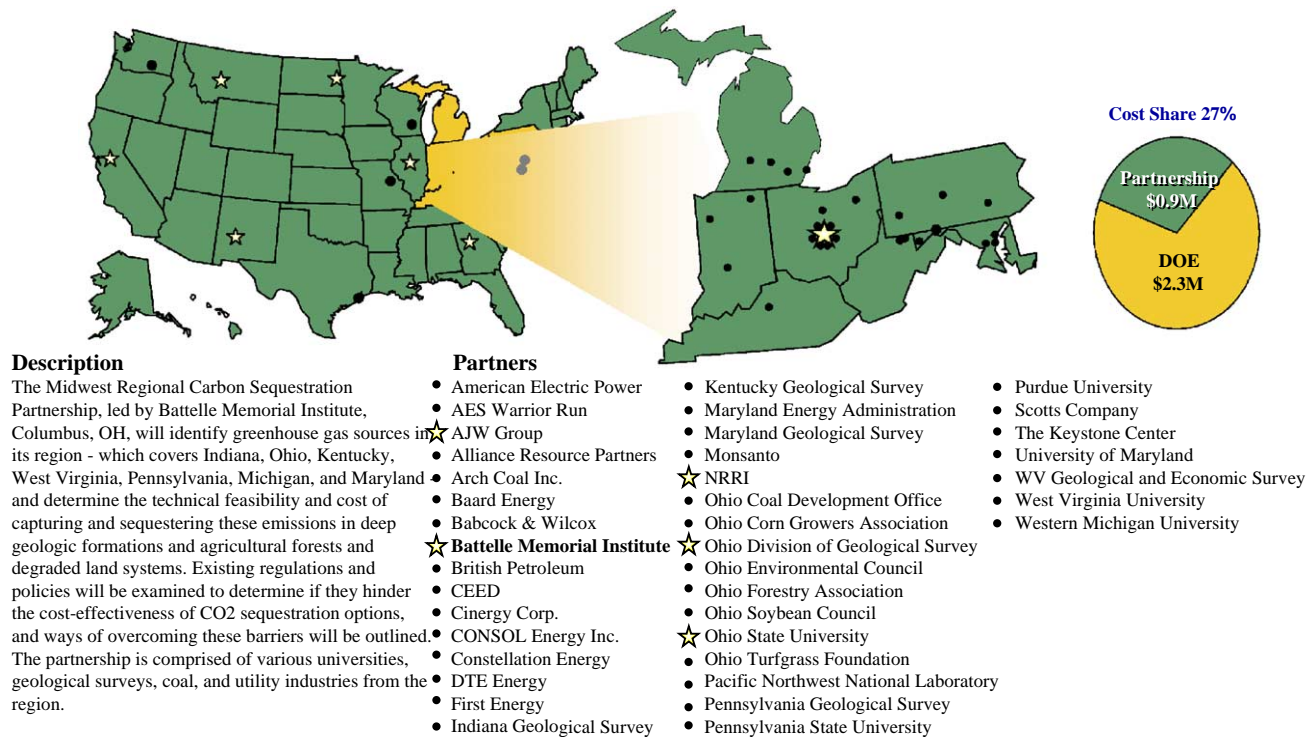 Cost Share 27%
Partnership
$0.9M
DOE
$2.3M
Description
The Midwest Regional Carbon Sequestration
Partnership, led by Battelle Memorial Institute,
Columbus, OH, will identify greenhouse gas sources in
its region - which covers Indiana, Ohio, Kentucky,
West Virginia, Pennsylvania, Michigan, and Maryland -
and determine the technical feasibility and cost of
capturing and sequestering these emissions in deep
geologic formations and agricultural forests and
degraded land systems. Existing regulations and
policies will be examined to determine if they hinder
the cost-effectiveness of CO2 sequestration options,
and ways of overcoming these barriers will be outlined.
The partnership is comprised of various universities,
geological surveys, coal, and utility industries from the
region.
Partners
American Electric Power
AES Warrior Run
AJW Group
Alliance Resource Partners
Arch Coal Inc.
Baard Energy
Babcock & Wilcox
Battelle Memorial Institute
British Petroleum
CEED
Cinergy Corp.
CONSOL Energy Inc.
Constellation Energy
DTE Energy
First Energy
Indiana Geological Survey
Kentucky Geological Survey
Maryland Energy Administration
Maryland Geological Survey
Monsanto
NRRI
Ohio Coal Development Office
Ohio Corn Growers Association
Ohio Division of Geological Survey
Ohio Environmental Council
Ohio Forestry Association
Ohio Soybean Council
Ohio State University
Ohio Turfgrass Foundation
Pacific Northwest National Laboratory
Pennsylvania Geological Survey
Pennsylvania State University
Purdue University
Scotts Company
The Keystone Center
University of Maryland
WV Geological and Economic Survey
West Virginia University
Western Michigan University